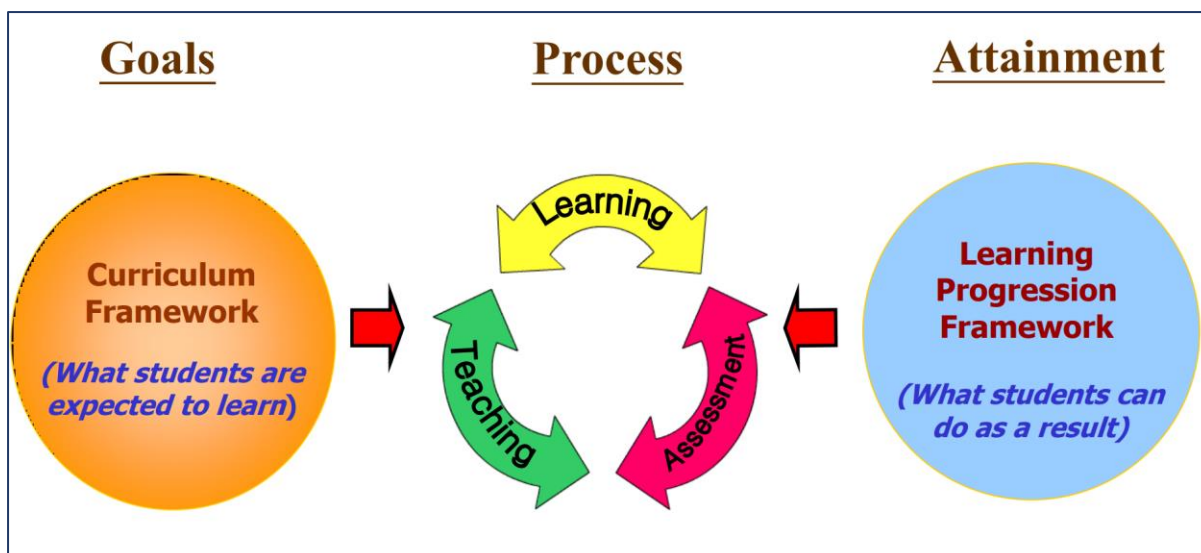 Goals
Process
Attainment
Curriculum
Framework
(What students are
expected to learn)
Learning
Teaching
Assessment
Learning
Progression
Framework
(What students can
do as a result)